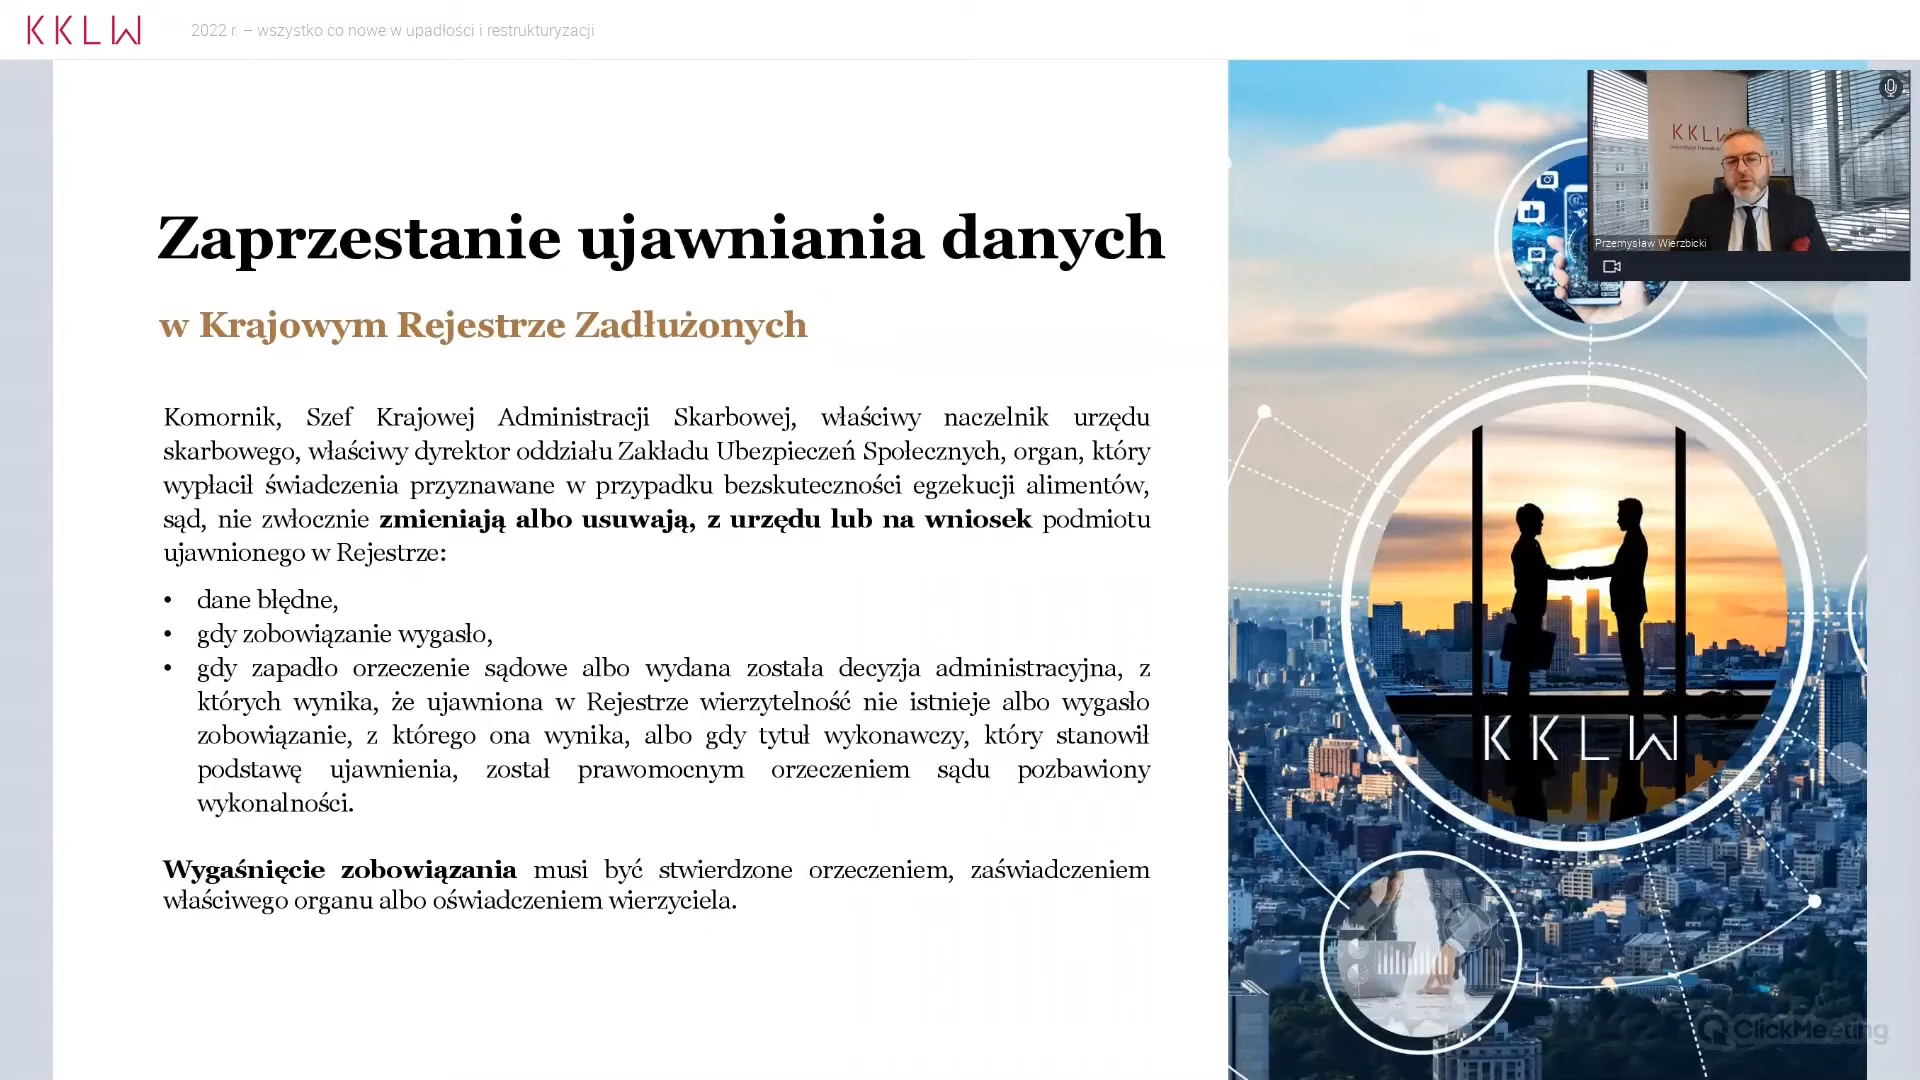 KKLW
2022 r. – wszystko co nowe w upadłości i restrukturyzacji
Zaprzestanie ujawniania danych
w Krajowym Rejestrze Zadłużonych
Komornik, Szef Krajowej Administracji Skarbowej, właściwy naczelnik urzędu
skarbowego, właściwy dyrektor oddziału Zakładu Ubezpieczeń Społecznych, organ, który
wypłacił świadczenia przyznawane w przypadku bezskuteczności egzekucji alimentów,
sąd, nie zwłocznie zmieniają albo usuwają, z urzędu lub na wniosek podmiotu
ujawnionego w Rejestrze:
• dane błędne,
• gdy zobowiązanie wygasło,
• gdy zapadło orzeczenie sądowe albo wydana została decyzja administracyjna, z
których wynika, że ujawniona w Rejestrze wierzytelność nie istnieje albo wygasło
zobowiązanie, z którego ona wynika, albo gdy tytuł wykonawczy, który stanowił
podstawę ujawnienia, został prawomocnym orzeczeniem sądu pozbawiony
wykonalności.
Wygaśnięcie zobowiązania musi być stwierdzone orzeczeniem, zaświadczeniem
właściwego organu albo oświadczeniem wierzyciela.
KKLW
Przemysław Wierzbicki
KKLW
ClickMeeting